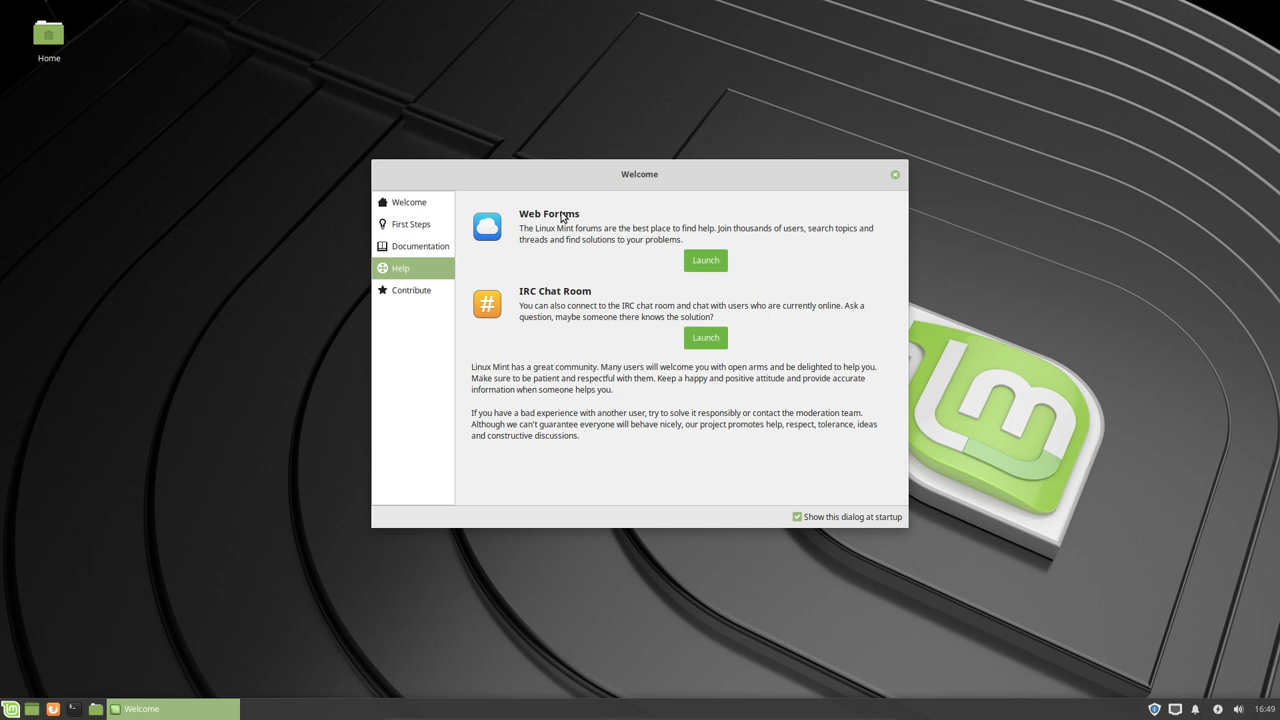 Home
Welcome
Welcome
First Steps
Documentation
Help
Contribute
Web Forums
The Linux Mint forums are the best place to find help. Join thousands of users, search topics and
threads and find solutions to your problems.
Launch
IRC Chat Room
You can also connect to the IRC chat room and chat with users who are currently online. Ask a
question, maybe someone there knows the solution?
Launch
Linux Mint has a great community. Many users will welcome you with open arms and be delighted to help you.
Make sure to be patient and respectful with them. Keep a happy and positive attitude and provide accurate
information when someone helps you.
If you have a bad experience with another user, try to solve it responsibly or contact the moderation team.
Although we can't guarantee everyone will behave nicely, our project promotes help, respect, tolerance, ideas
and constructive discussions.
Show this dialog at startup
Welcome
16:49